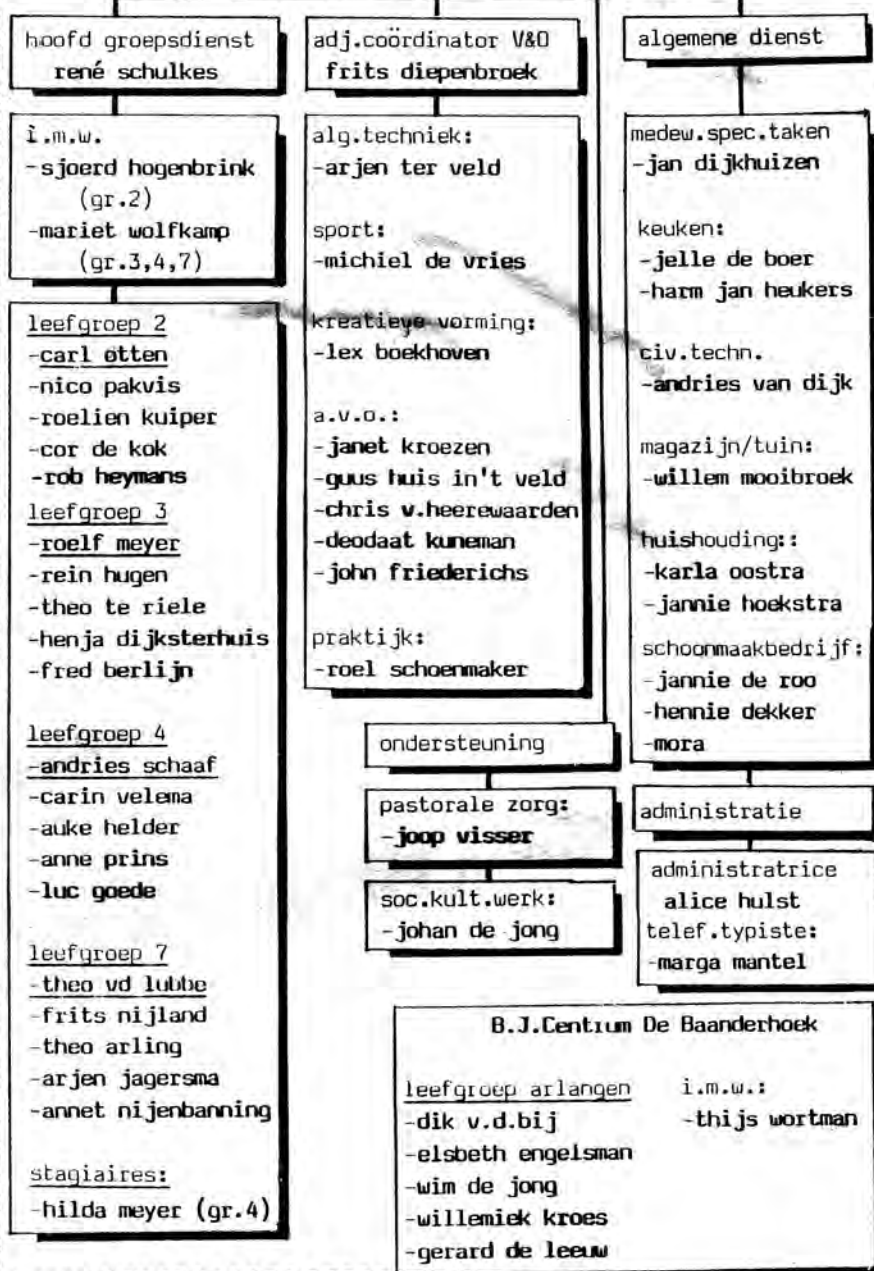 hoofd groepsdienst
rené schulkes
i.m.w.
-sjoerd hogenbrink
(gr.2)
-mariet wolfkamp
(gr.3,4,7)
leefgroep 2
-carl otten
-nico pakvis
-roelien kuiper
-cor de kok
-rob heymans
leefgroep 3
-roelf meyer
-rein hugen
-theo te riele
-henja dijksterhuis
-fred berlijn
leefgroep 4
-andries schaaf
-carin velema
-auke helder
-anne prins
-luc goede
leefgroep 7
-theo vd lubbe
-frits nijland
-theo arling
-arjen jagersma
-annet nijenbanning
stagiaires:
-hilda meyer (gr.4)
adj.coördinator V&O
frits diepenbroek
alg.techniek:
-arjen ter veld
sport:
-michiel de vries
kreatieve vorming:
-lex boekhoven
a.v.o.:
-janet kroezen
-guus huis in't veld
-chris v.heerewaarden
-deodaat kuneman
-john friederichs
praktijk:
-roel schoenmaker
ondersteuning
pastorale zorg:
-joop visser
soc.kult.werk:
-johan de jong
algemene dienst
medew.spec.taken
-jan dijkhuizen
keuken:
-jelle de boer
-harm jan heukers
civ.techn.
-andries van dijk
magazijn/tuin:
-willem mooibroek
huishouding::
-karla oostra
-jannie hoekstra
schoonmaakbedrijf:
-jannie de roo
-hennie dekker
-mora
administratie
administratrice
alice hulst
telef.typiste:
-marga mantel
B.J.Centrum De Baanderhoek
leefgroep arlangen
-dik v.d.bij
-elsbeth engelsman
-wim de jong
-willemiek kroes
-gerard de leeuw
i.m.w.:
-thijs wortman